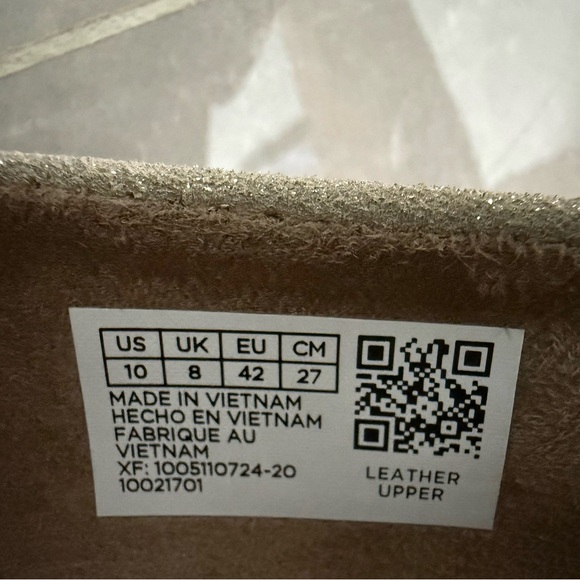 US UK EU CM
10 8 42 27
MADE IN VIETNAM
HECHO EN VIETNAM
FABRIQUE AU
VIETNAM
XF: 1005110724-20
10021701
LEATHER
UPPER